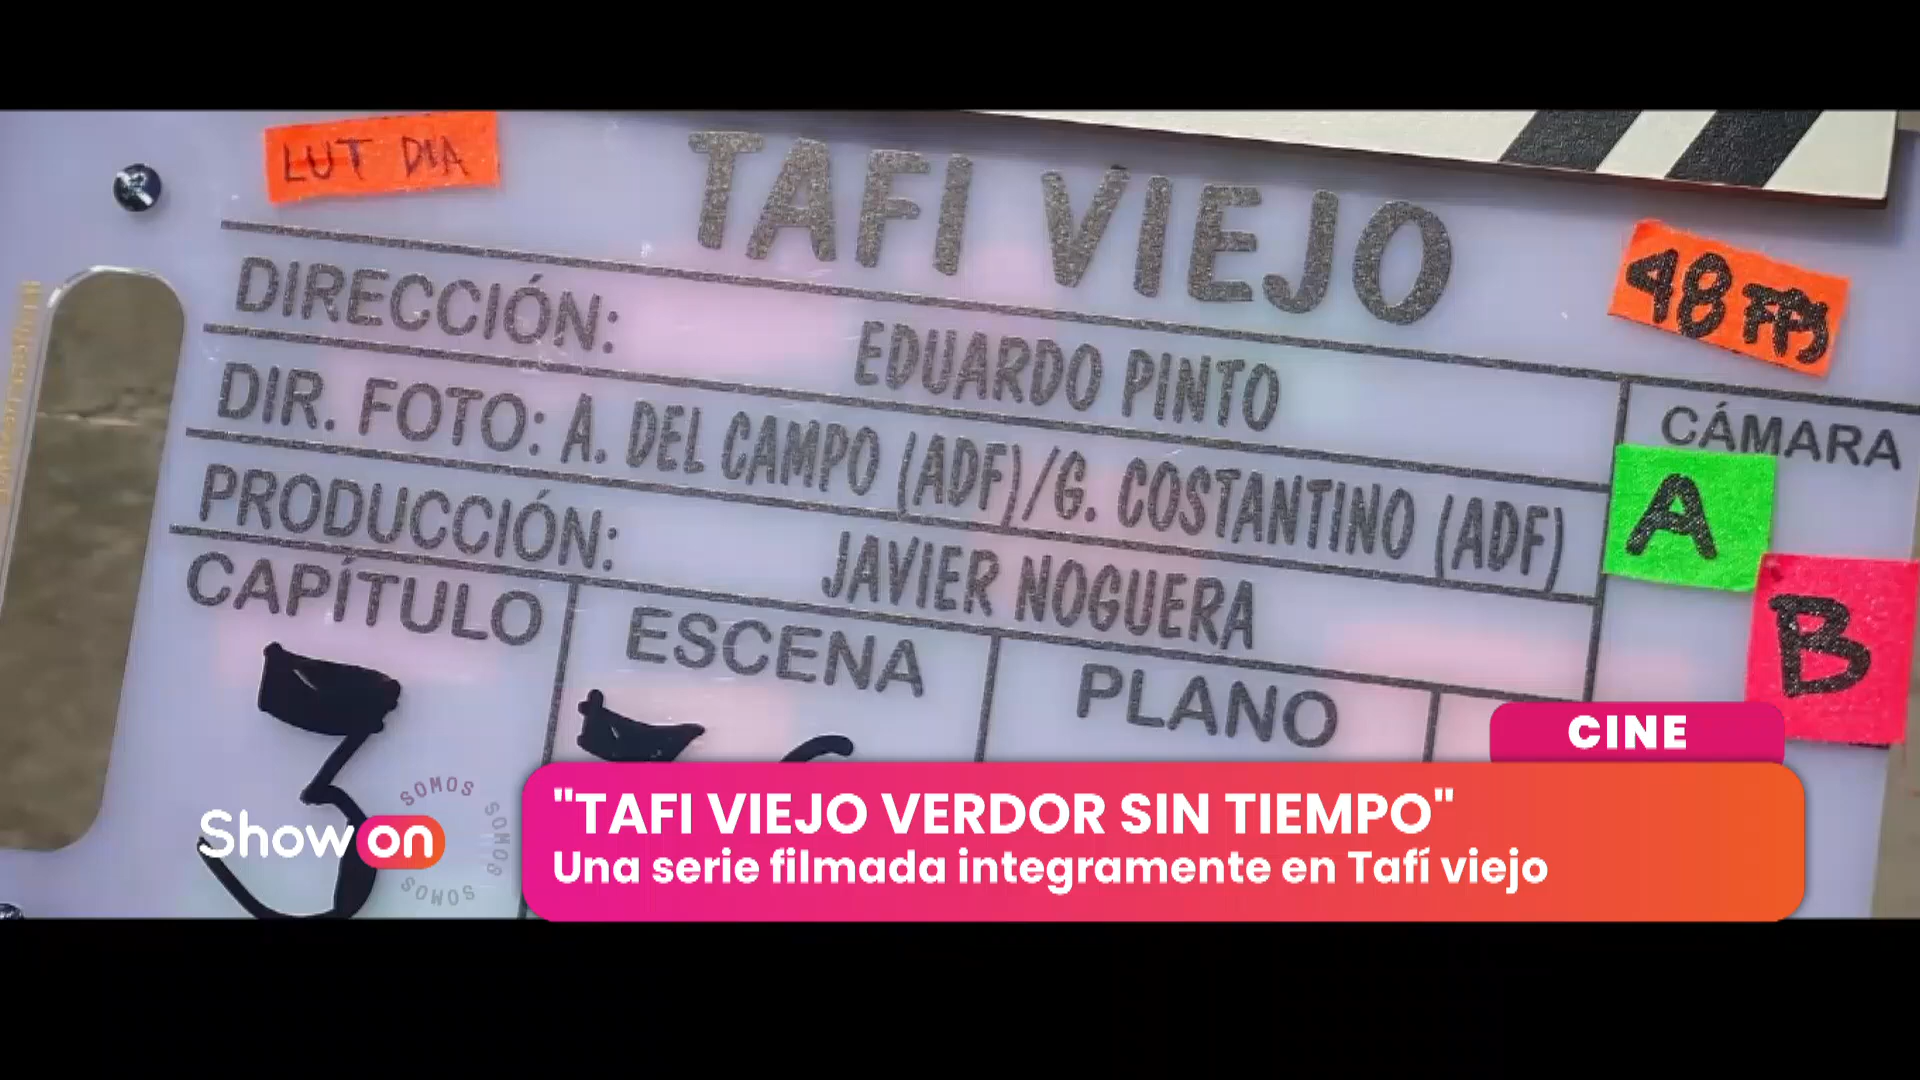 LUT DIA
TAFI VIEJO
48 FPS
DIRECCIÓN: EDUARDO PINTO
DIR. FOTO: A. DEL CAMPO (ADF)/G. COSTANTINO (ADF)
CÁMARA
A
B
PRODUCCIÓN: JAVIER NOGUERA
CAPÍTULO
ESCENA
PLANO
3
CINE
"TAFI VIEJO VERDOR SIN TIEMPO"
Una serie filmada integramente en Tafí viejo
Show on
SOMOS SOMOS SOMOS